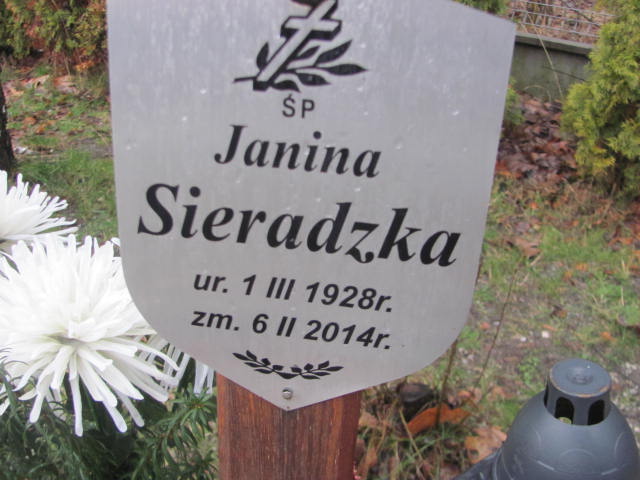 ŚP
Janina
Sieradzka
ur. 1 III 1928r.
zm. 6 II 2014r.